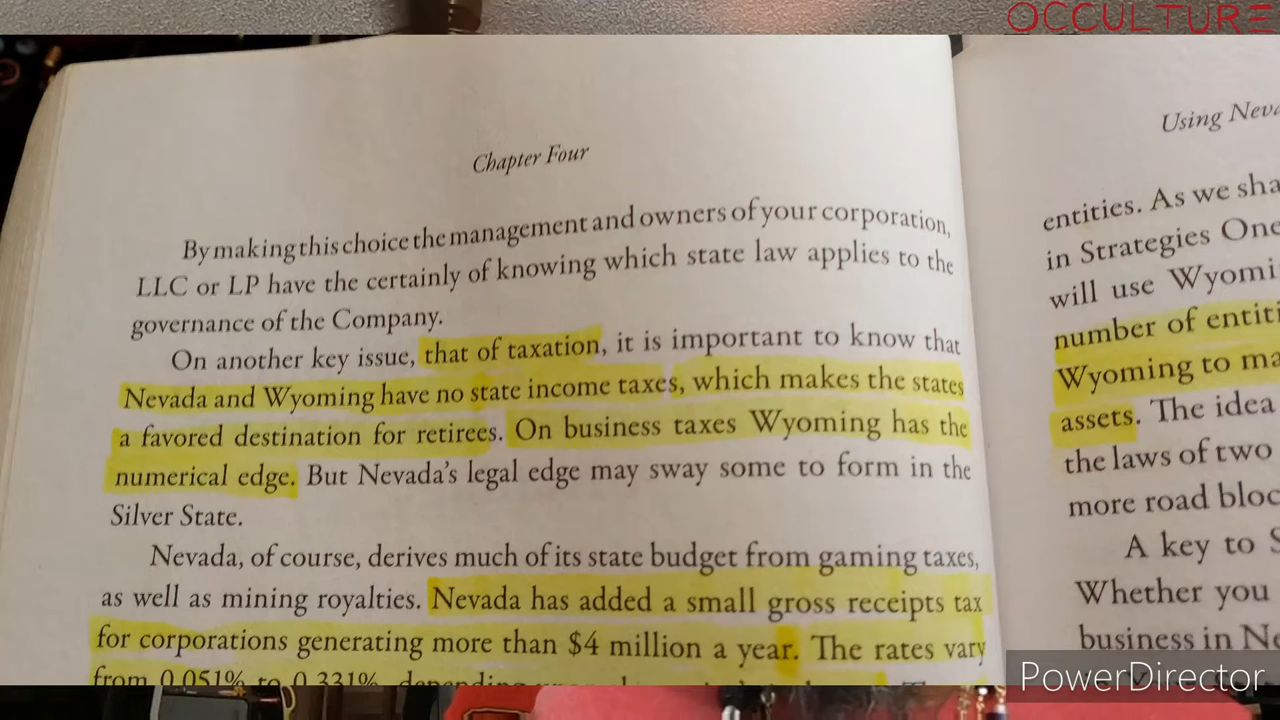 OCCULTURE
Chapter Four
By making this choice the management and owners of your corporation,
LLC or LP have the certainly of knowing which state law applies to the
governance of the Company.
On another key issue, that of taxation, it is important to know that
Nevada and Wyoming have no state income taxes, which makes the states
a favored destination for retirees. On business taxes Wyoming has the
numerical edge. But Nevada's legal edge may sway some to form in the
Silver State.
Nevada, of course, derives much of its state budget from gaming taxes,
as well as mining royalties. Nevada has added a small gross receipts tax
for corporations generating more than $4 million a year. The rates vary
from 0.051% to 0.331%, depending
Using Neva
entities. As we sha
in Strategies One
will use Wyomi
number of entiti
Wyoming to ma
assets. The idea
the laws of two
more road bloc
A key to S
Whether you
business in Ne
PowerDirector